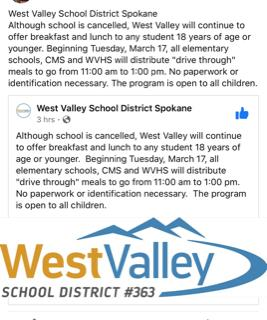 West Valley School District Spokane
Although school is cancelled, West Valley will continue to
offer breakfast and lunch to any student 18 years of age or
younger. Beginning Tuesday, March 17, all elementary
schools, CMS and WVHS will distribute "drive through"
meals to go from 11:00 am to 1:00 pm. No paperwork or
identification necessary. The program is open to all children.
West Valley School District Spokane
3 hrs ·
Although school is cancelled, West Valley will continue
to offer breakfast and lunch to any student 18 years of
age or younger. Beginning Tuesday, March 17, all
elementary schools, CMS and WVHS will distribute
"drive through" meals to go from 11:00 am to 1:00 pm.
No paperwork or identification necessary. The program
is open to all children.
WestValley
SCHOOL DISTRICT #363